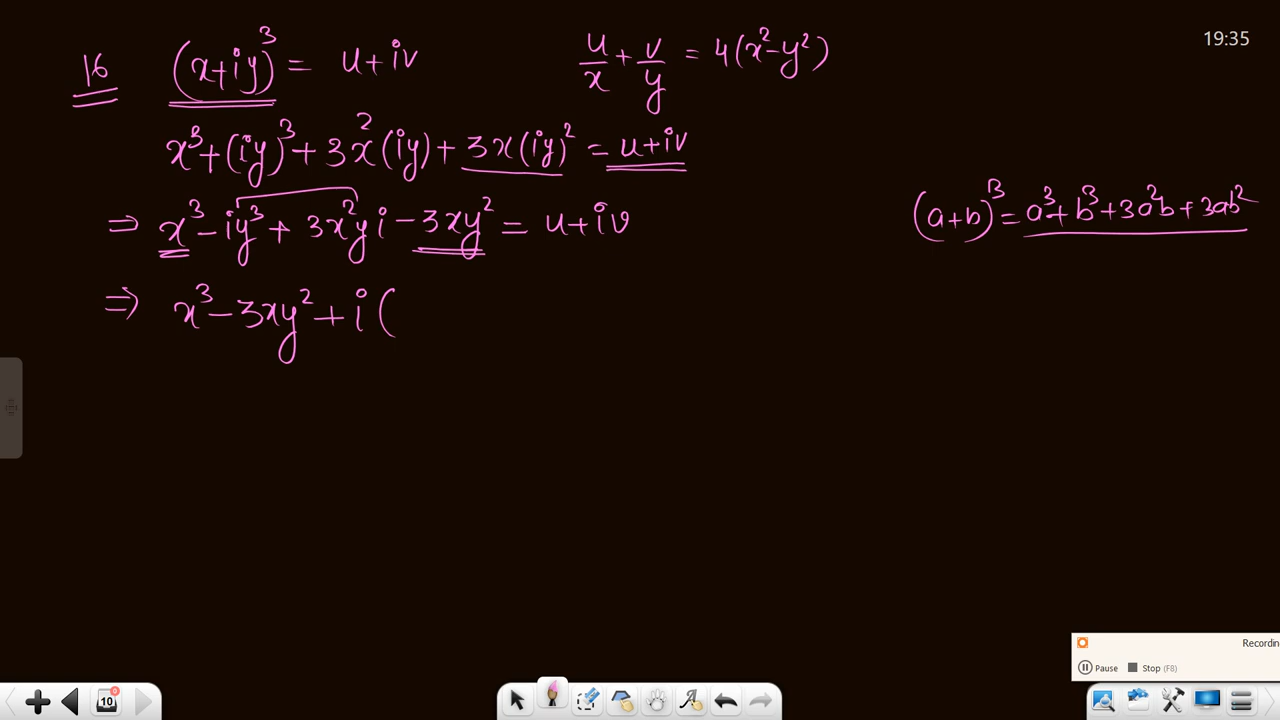 19:35
16 (x+iy)³ = u+iv u/x + v/y = 4(x²-y²)
x³+(iy)³+3x²(iy)+3x(iy)² = u+iv
(a+b)³ = a³+b³+3a²b+3ab²
⇒ x³-iy³+3x²yi-3xy² = u+iv
⇒ x³-3xy²+i(
Recordin
Pause Stop (F8)
10 0